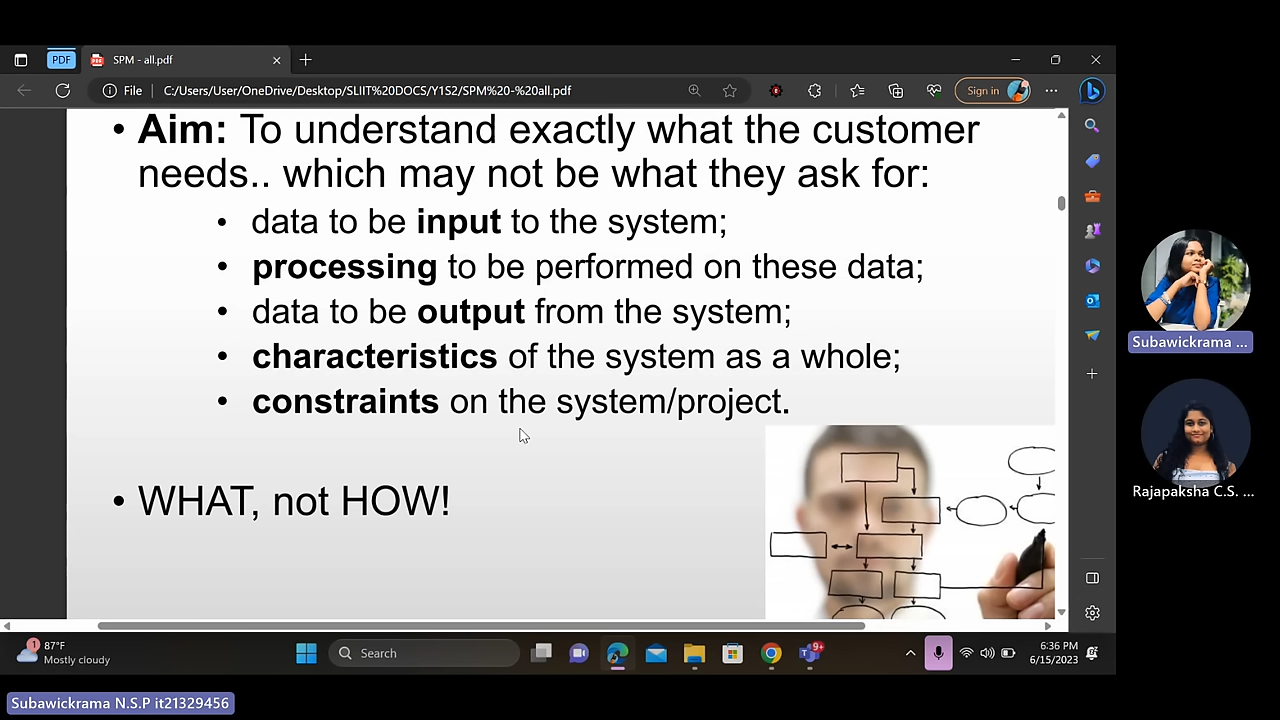 PDF
SPM - all.pdf
File
C:/Users/User/OneDrive/Desktop/SLIIT%20DOCS/Y1S2/SPM%20-%20all.pdf
Sign in
• Aim: To understand exactly what the customer
needs.. which may not be what they ask for:
• data to be input to the system;
• processing to be performed on these data;
• data to be output from the system;
• characteristics of the system as a whole;
• constraints on the system/project.
• WHAT, not HOW!
Subawickrama ...
Rajapaksha C.S. ...
1
87°F
Mostly cloudy
Search
9+
6:36 PM
6/15/2023
Subawickrama N.S.P it21329456